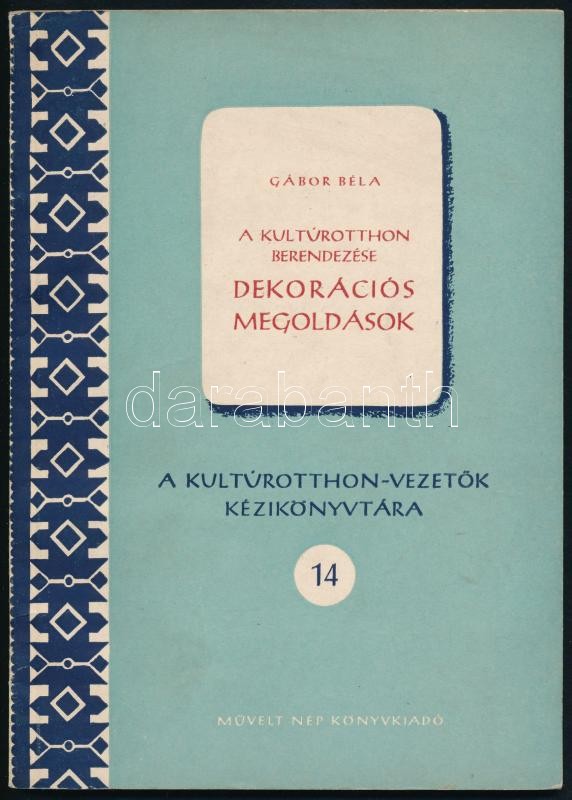 GÁBOR BÉLA
A KULTÚROTTHON
BERENDEZÉSE
DEKORÁCIÓS
MEGOLDÁSOK
darabanth
A KULTÚROTTHON-VEZETŐK
KÉZIKÖNYVTÁRA
14
MŰVELT NÉP KÖNYVKIADÓ